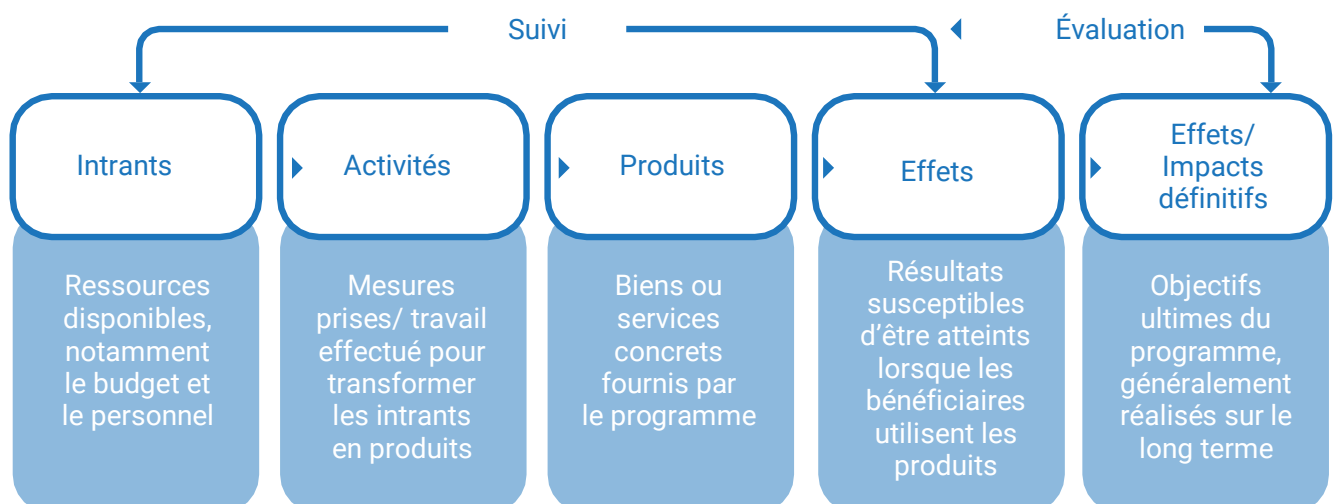 Suivi
Évaluation
Intrants
Activités
Produits
Effets
Effets/
Impacts
définitifs
Ressources
disponibles,
notamment
le budget et
le personnel
Mesures
prises/ travail
effectué pour
transformer
les intrants
en produits
Biens ou
services
concrets
fournis par
le programme
Résultats
susceptibles
d’être atteints
lorsque les
bénéficiaires
utilisent les
produits
Objectifs
ultimes du
programme,
généralement
réalisés sur le
long terme